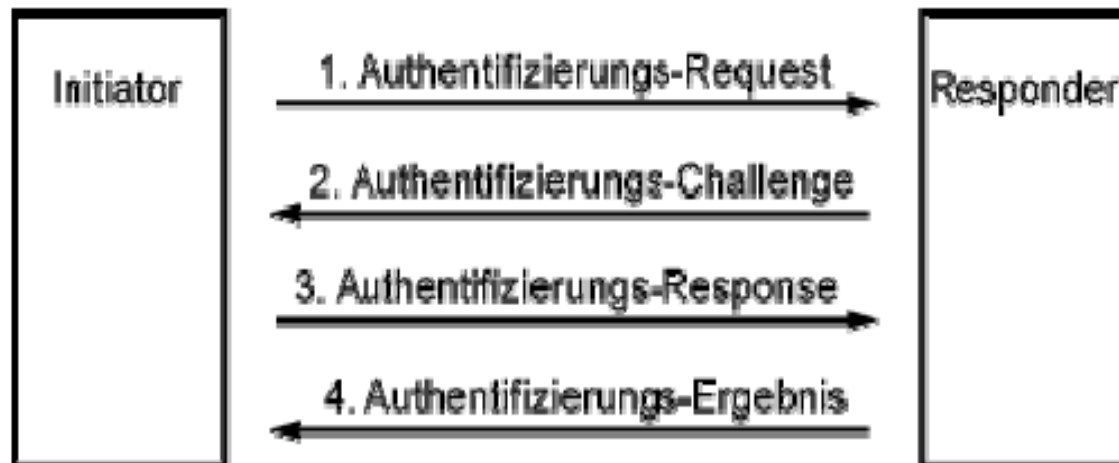 Initiator
1. Authentifizierungs-Request
Responder
2. Authentifizierungs-Challenge
3. Authentifizierungs-Response
4. Authentifizierungs-Ergebnis